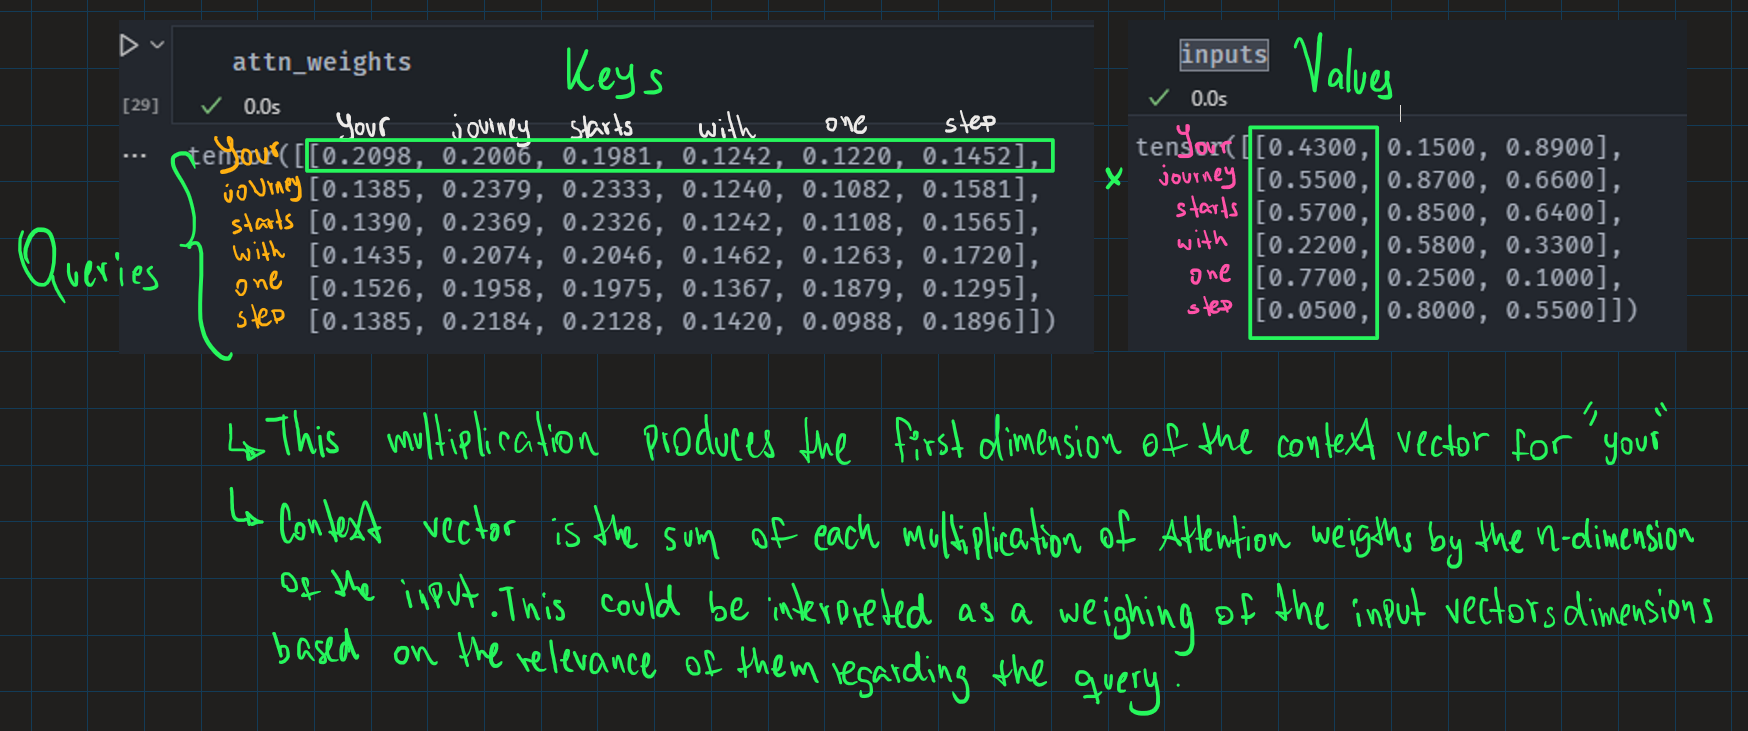 attn_weights
Keys
inputs
Values
[29]
0.0s
0.0s
Your journey starts with one step
Queries
Your
journey
starts
with
one
step
tensor([[0.2098, 0.2006, 0.1981, 0.1242, 0.1220, 0.1452],
[0.1385, 0.2379, 0.2333, 0.1240, 0.1082, 0.1581],
[0.1390, 0.2369, 0.2326, 0.1242, 0.1108, 0.1565],
[0.1435, 0.2074, 0.2046, 0.1462, 0.1263, 0.1720],
[0.1526, 0.1958, 0.1975, 0.1367, 0.1879, 0.1295],
[0.1385, 0.2184, 0.2128, 0.1420, 0.0988, 0.1896]])
x
Your
journey
starts
with
one
step
tensor([[0.4300, 0.1500, 0.8900],
[0.5500, 0.8700, 0.6600],
[0.5700, 0.8500, 0.6400],
[0.2200, 0.5800, 0.3300],
[0.7700, 0.2500, 0.1000],
[0.0500, 0.8000, 0.5500]])
This multiplication produces the first dimension of the context vector for "your"
Context vector is the sum of each multiplication of Attention weigths by the n-dimension
of the input. This could be interpreted as a weighing of the input vectors dimensions
based on the relevance of them regarding the query.